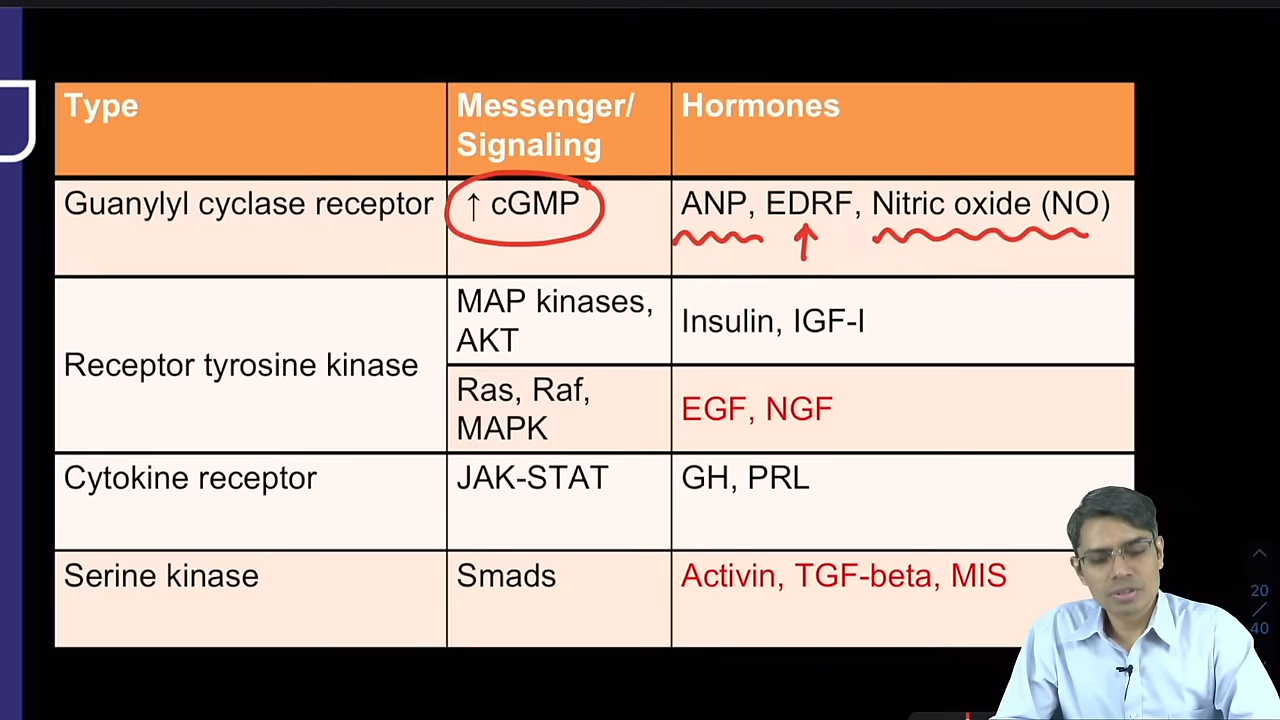 Type
Messenger/
Signaling
Hormones
Guanylyl cyclase receptor
↑ cGMP
ANP, EDRF, Nitric oxide (NO)
Receptor tyrosine kinase
MAP kinases,
AKT
Insulin, IGF-I
Ras, Raf,
MAPK
EGF, NGF
Cytokine receptor
JAK-STAT
GH, PRL
Serine kinase
Smads
Activin, TGF-beta, MIS
20
/
40